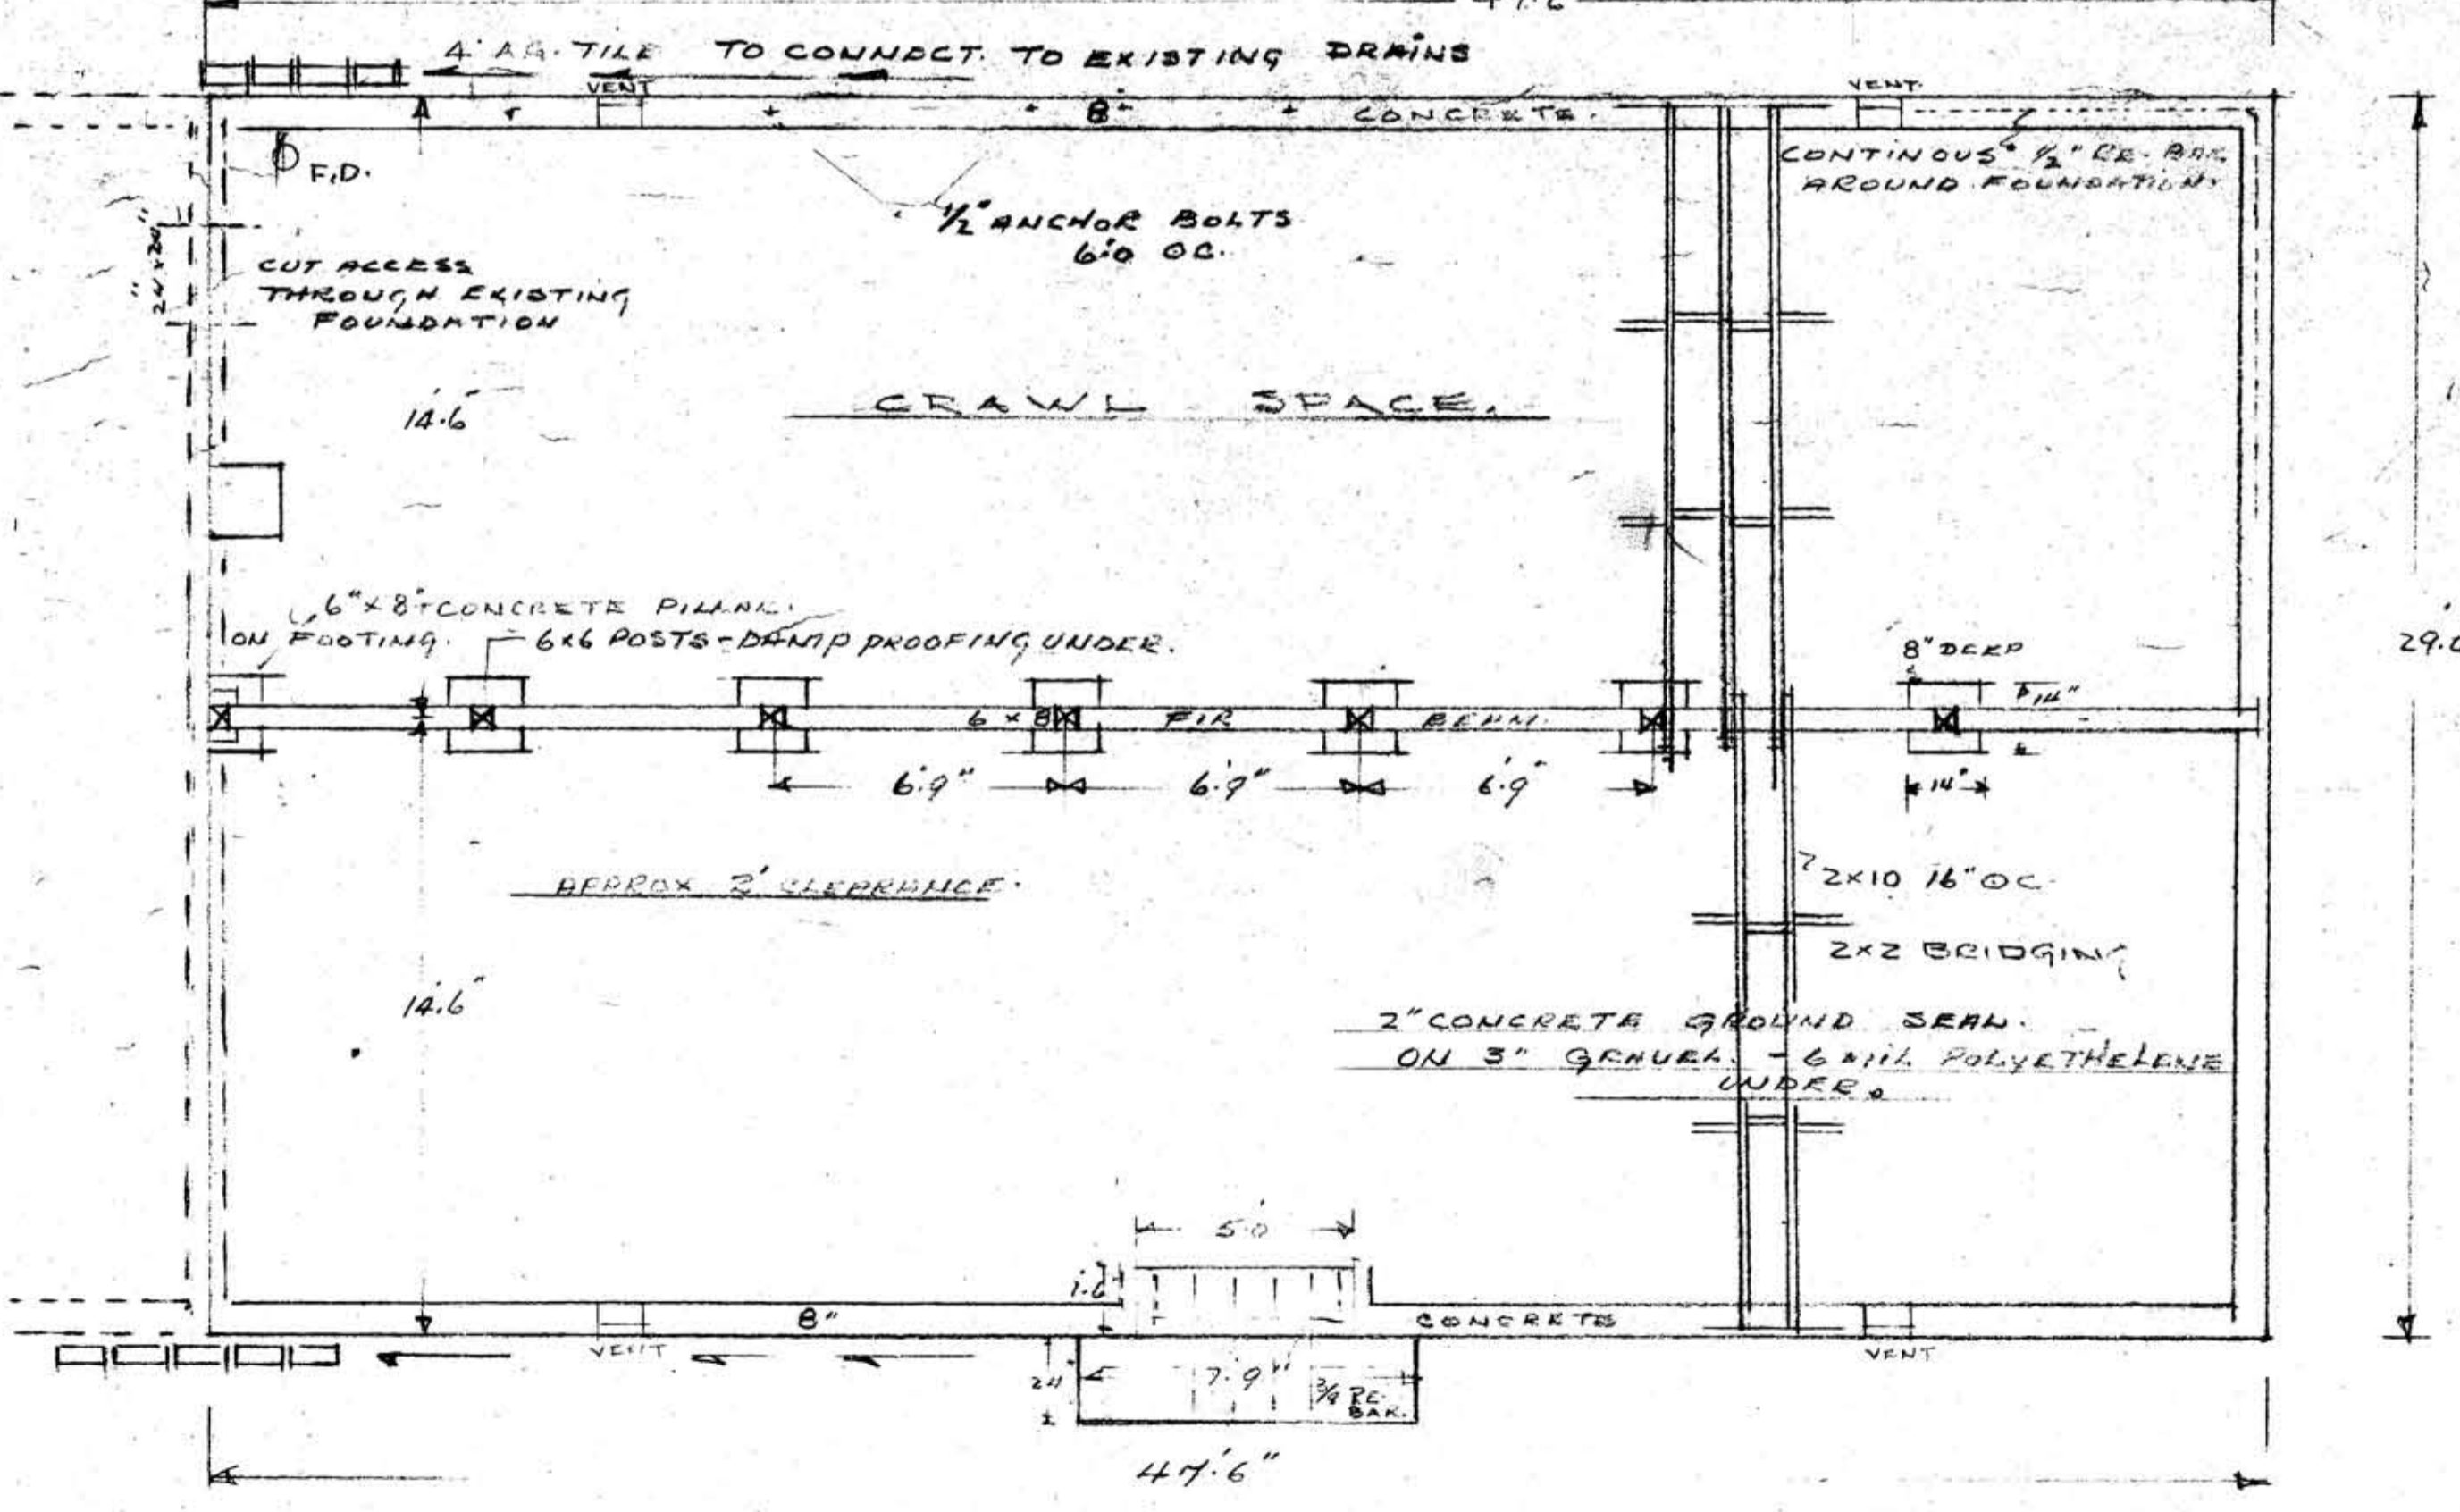 4" AG. TILE TO CONNECT. TO EXISTING DRAINS
VENT
VENT.
8"
CONCRETE.
F.D.
CONTINOUS ½" RE-BAR
AROUND FOUNDATION.
½" ANCHOR BOLTS
6'.0 OC.
24"x24"
CUT ACCESS
THROUGH EXISTING
FOUNDATION
14'.6"
CRAWL SPACE.
6"x8" CONCRETE
ON FOOTING.
6x6 POSTS - DAMP PROOFING UNDER.
8" DEEP
29.0
14"
6 x 8 FIR BEAM.
6'.9"
6'.9"
6'.9"
14"
APPROX 2' CLEARANCE.
2x10 16" OC.
2x2 BRIDGING
14'.6"
2" CONCRETE GROUND SEAL.
ON 3" GRAVEL. - 6 MIL POLYETHELENE
UNDER.
5'.0
1'.6
8"
CONCRETE
VENT
VENT
24"
7'.9"
RE-
BAR.
47'.6"